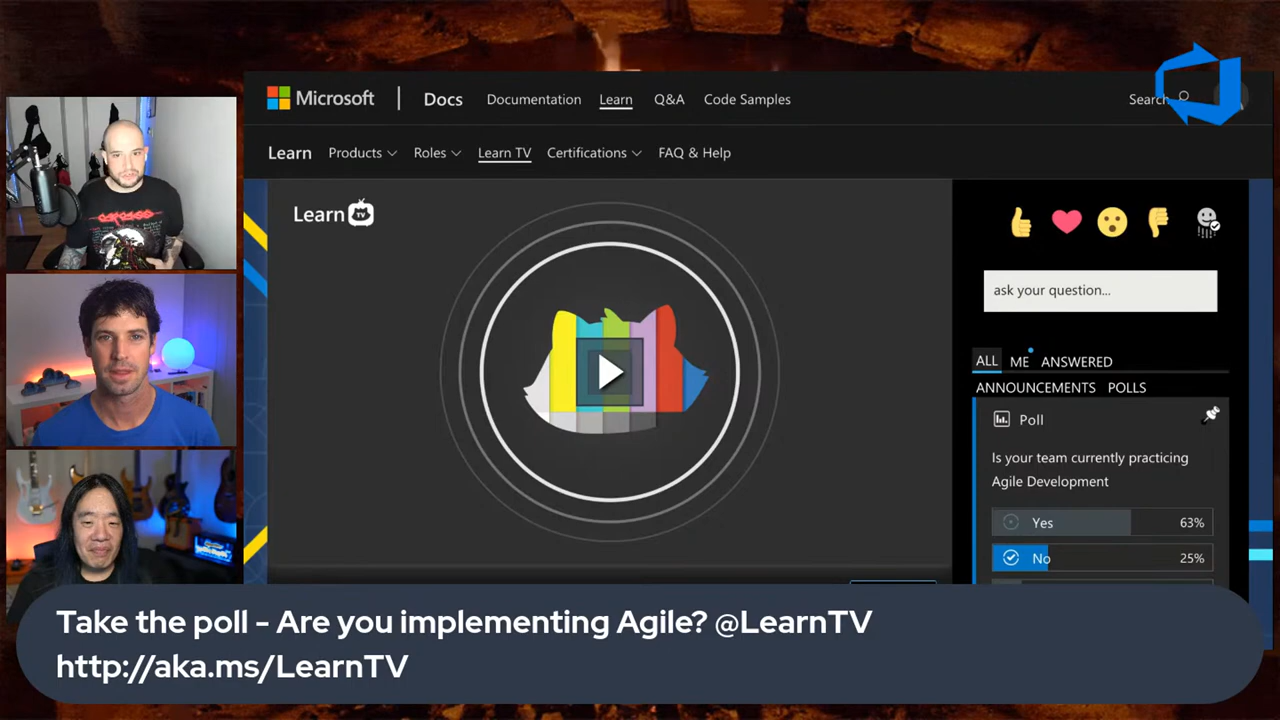 Microsoft | Docs Documentation Learn Q&A Code Samples Search
Learn Products Roles Learn TV Certifications FAQ & Help
Learn TV
ask your question...
ALL ME ANSWERED
ANNOUNCEMENTS POLLS
Poll
Is your team currently practicing
Agile Development
Yes 63%
No 25%
Take the poll - Are you implementing Agile? @LearnTV
http://aka.ms/LearnTV